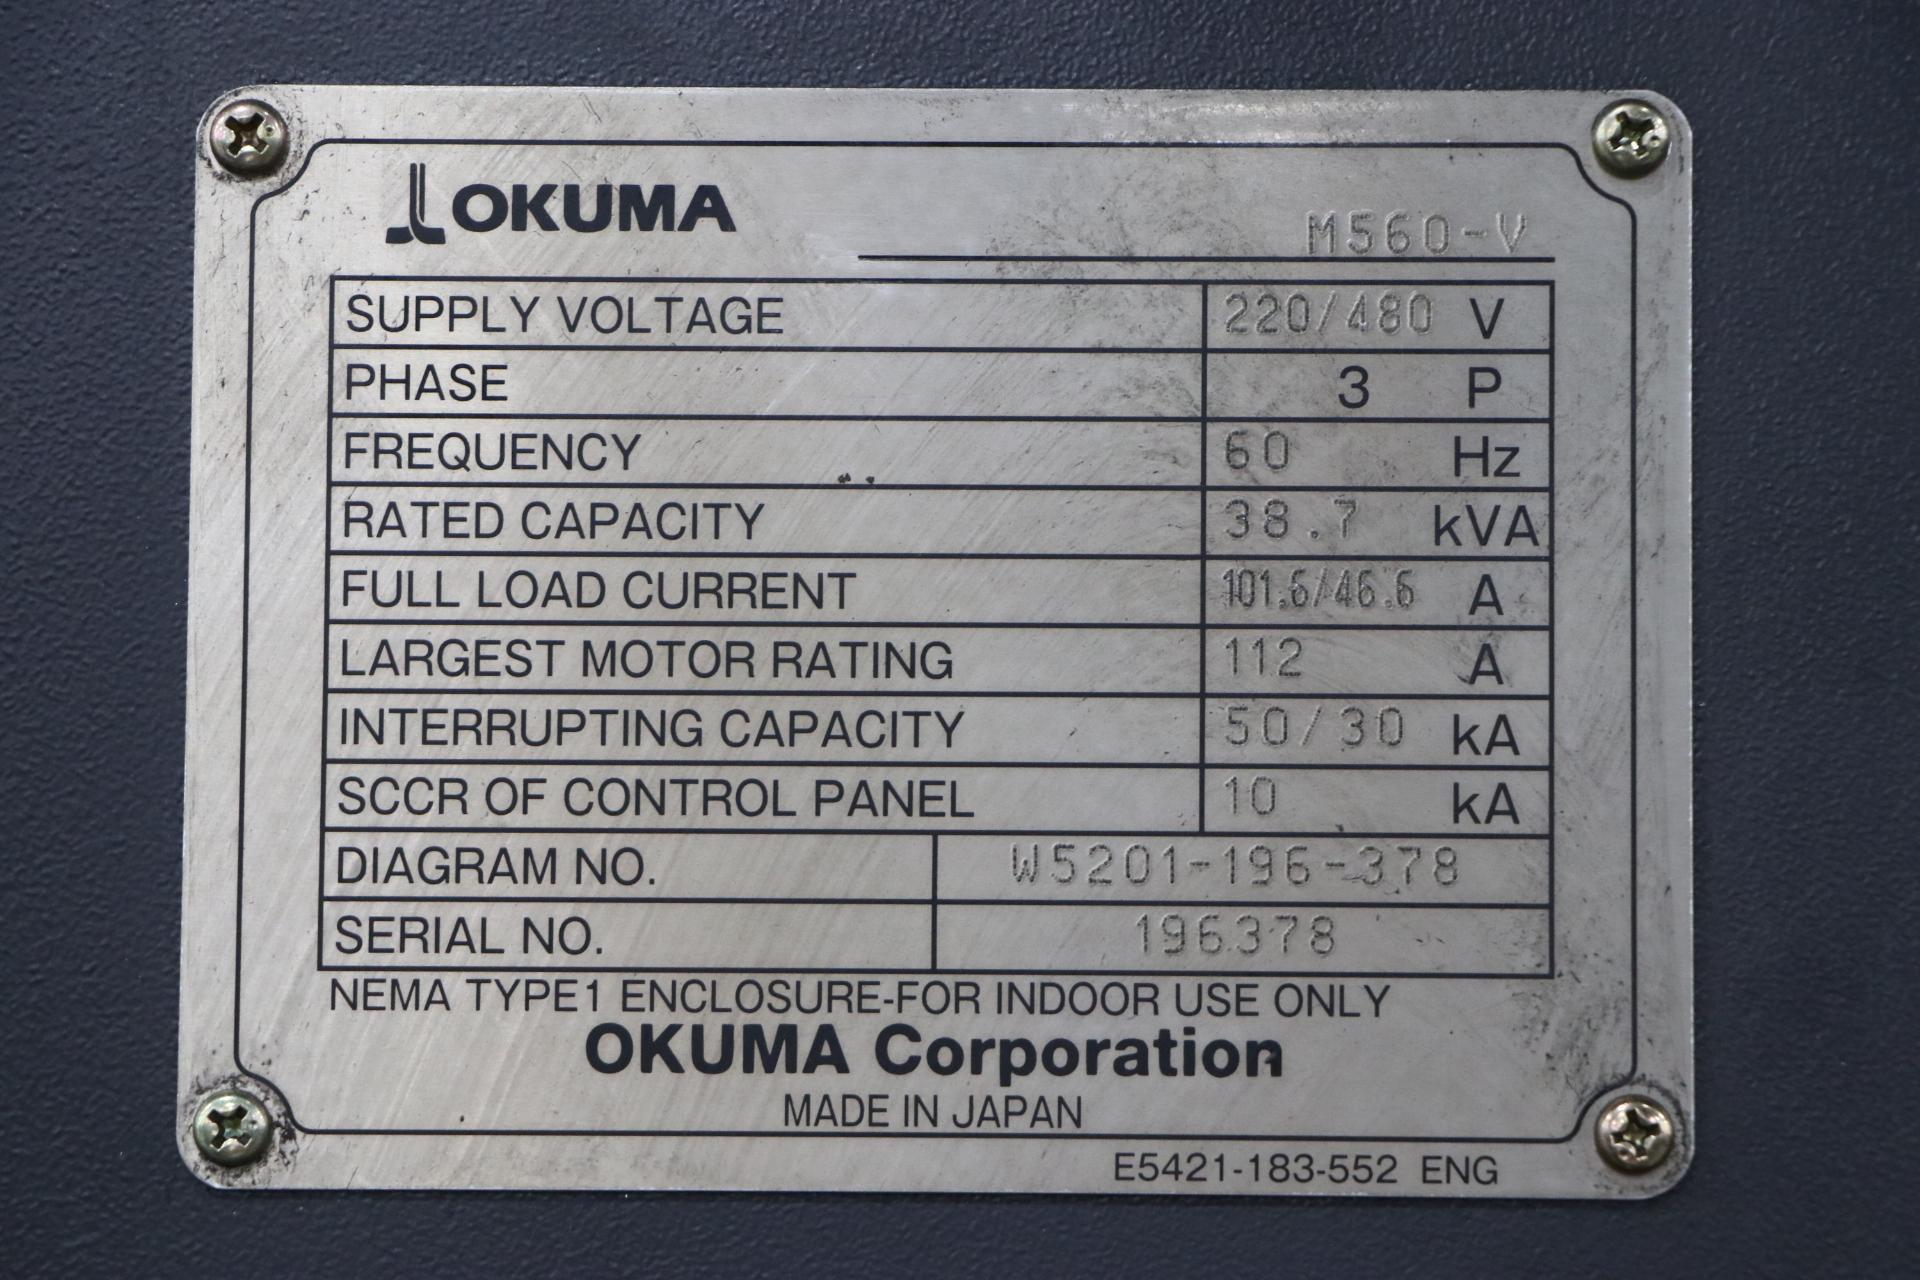 OKUMA
M560-V
SUPPLY VOLTAGE 220/480 V
PHASE 3 P
FREQUENCY 60 Hz
RATED CAPACITY 38.7 kVA
FULL LOAD CURRENT 101.6/46.6 A
LARGEST MOTOR RATING 112 A
INTERRUPTING CAPACITY 50/30 kA
SCCR OF CONTROL PANEL 10 kA
DIAGRAM NO. W5201-196-378
SERIAL NO. 196378
NEMA TYPE1 ENCLOSURE-FOR INDOOR USE ONLY
OKUMA Corporation
MADE IN JAPAN
E5421-183-552 ENG